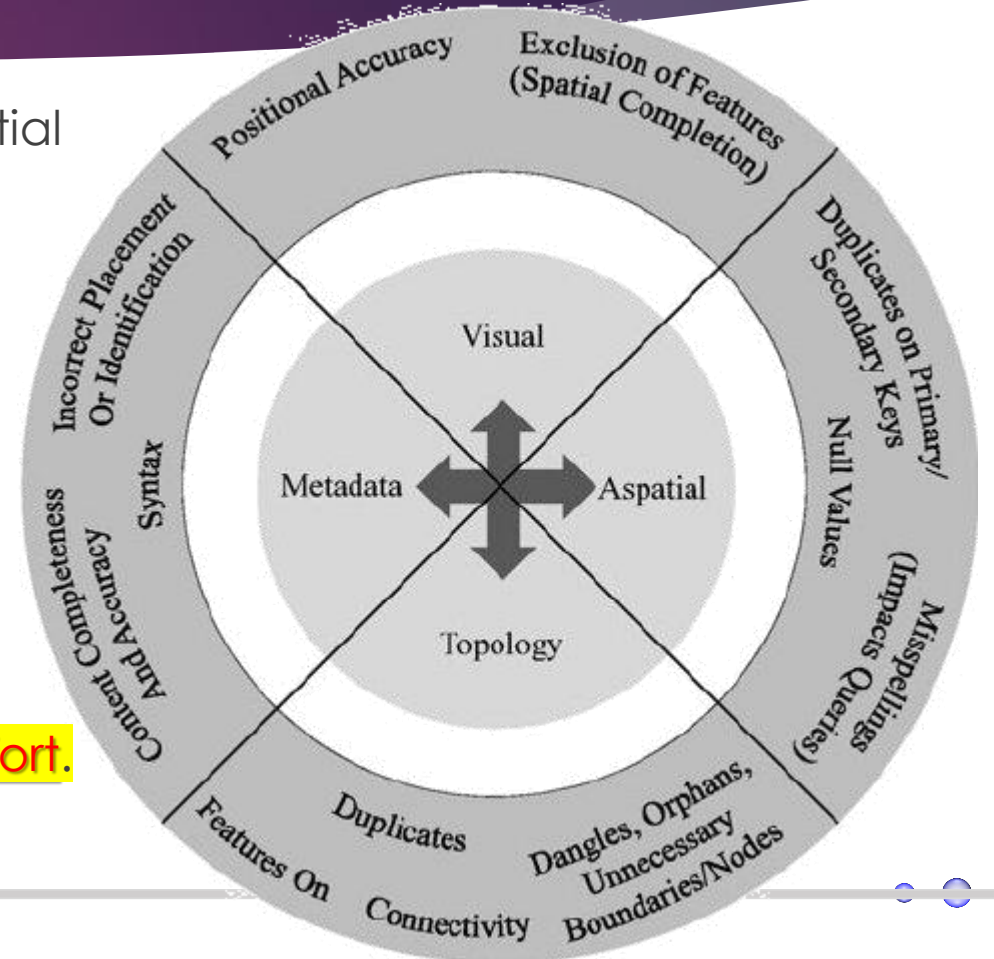 tial
ort.
Positional Accuracy
Exclusion of Features
(Spatial Completion)
Incorrect Placement
Or Identification
Syntax
Content Completeness
And Accuracy
Duplicates on Primary/
Secondary Keys
Null Values
Misspellings
(Impacts Queries)
Visual
Metadata
Aspatial
Topology
Features On
Duplicates
Connectivity
Dangles, Orphans,
Unnecessary
Boundaries/Nodes